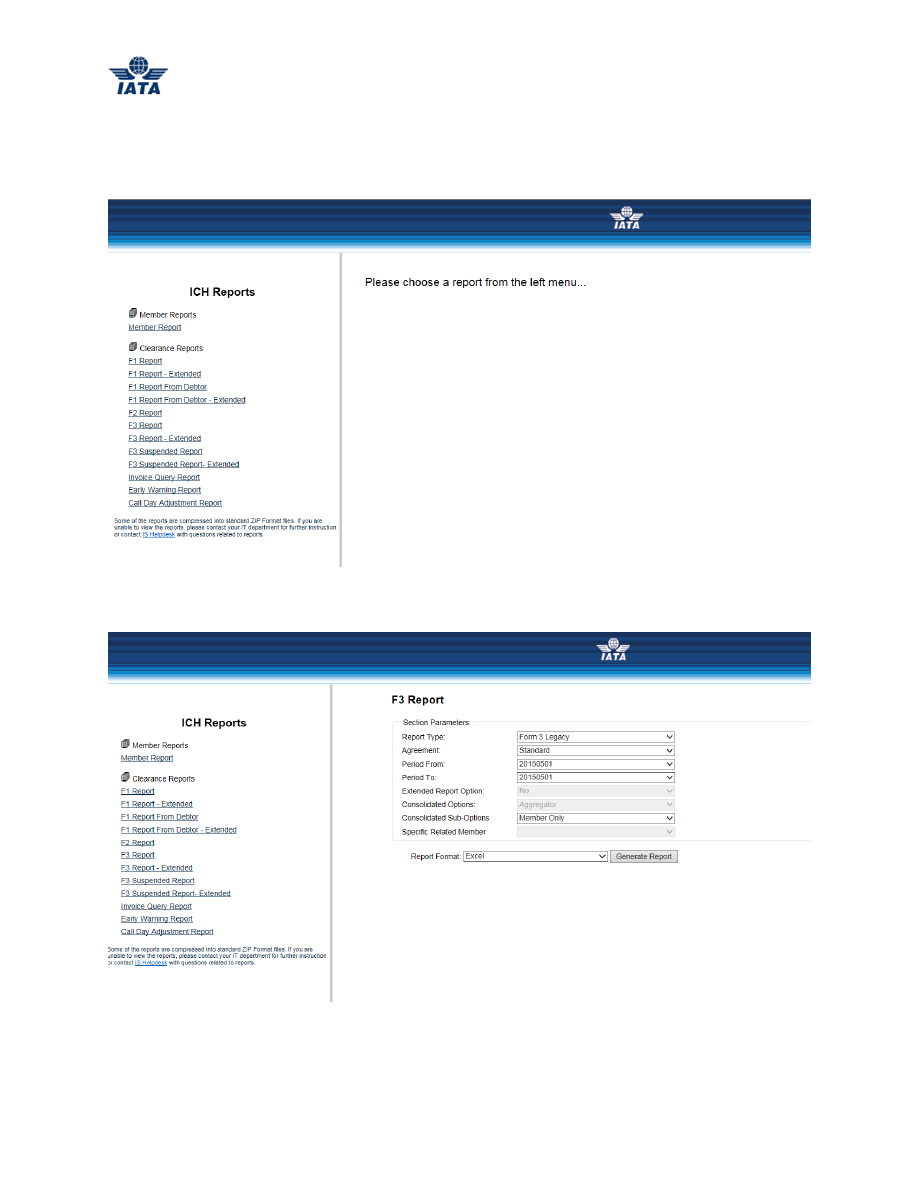 IATA
IATA
ICH Reports
Member Reports
Member Report
Clearance Reports
F1 Report
F1 Report - Extended
F1 Report From Debtor
F1 Report From Debtor - Extended
F2 Report
F3 Report
F3 Report - Extended
F3 Suspended Report
F3 Suspended Report- Extended
Invoice Query Report
Early Warning Report
Call Day Adjustment Report
Some of the reports are compressed into standard ZIP Format files. If you are
unable to view the reports, please contact your IT department for further instruction
or contact IS Helpdesk with questions related to reports.
Please choose a report from the left menu...
IATA
ICH Reports
Member Reports
Member Report
Clearance Reports
F1 Report
F1 Report - Extended
F1 Report From Debtor
F1 Report From Debtor - Extended
F2 Report
F3 Report
F3 Report - Extended
F3 Suspended Report
F3 Suspended Report- Extended
Invoice Query Report
Early Warning Report
Call Day Adjustment Report
Some of the reports are compressed into standard ZIP Format files. If you are
unable to view the reports, please contact your IT department for further instruction
or contact IS Helpdesk with questions related to reports.
F3 Report
Section Parameters
Report Type: Form 3 Legacy
Agreement: Standard
Period From: 20150501
Period To: 20150501
Extended Report Option: No
Consolidated Options: Aggregator
Consolidated Sub-Options Member Only
Specific Related Member
Report Format: Excel Generate Report